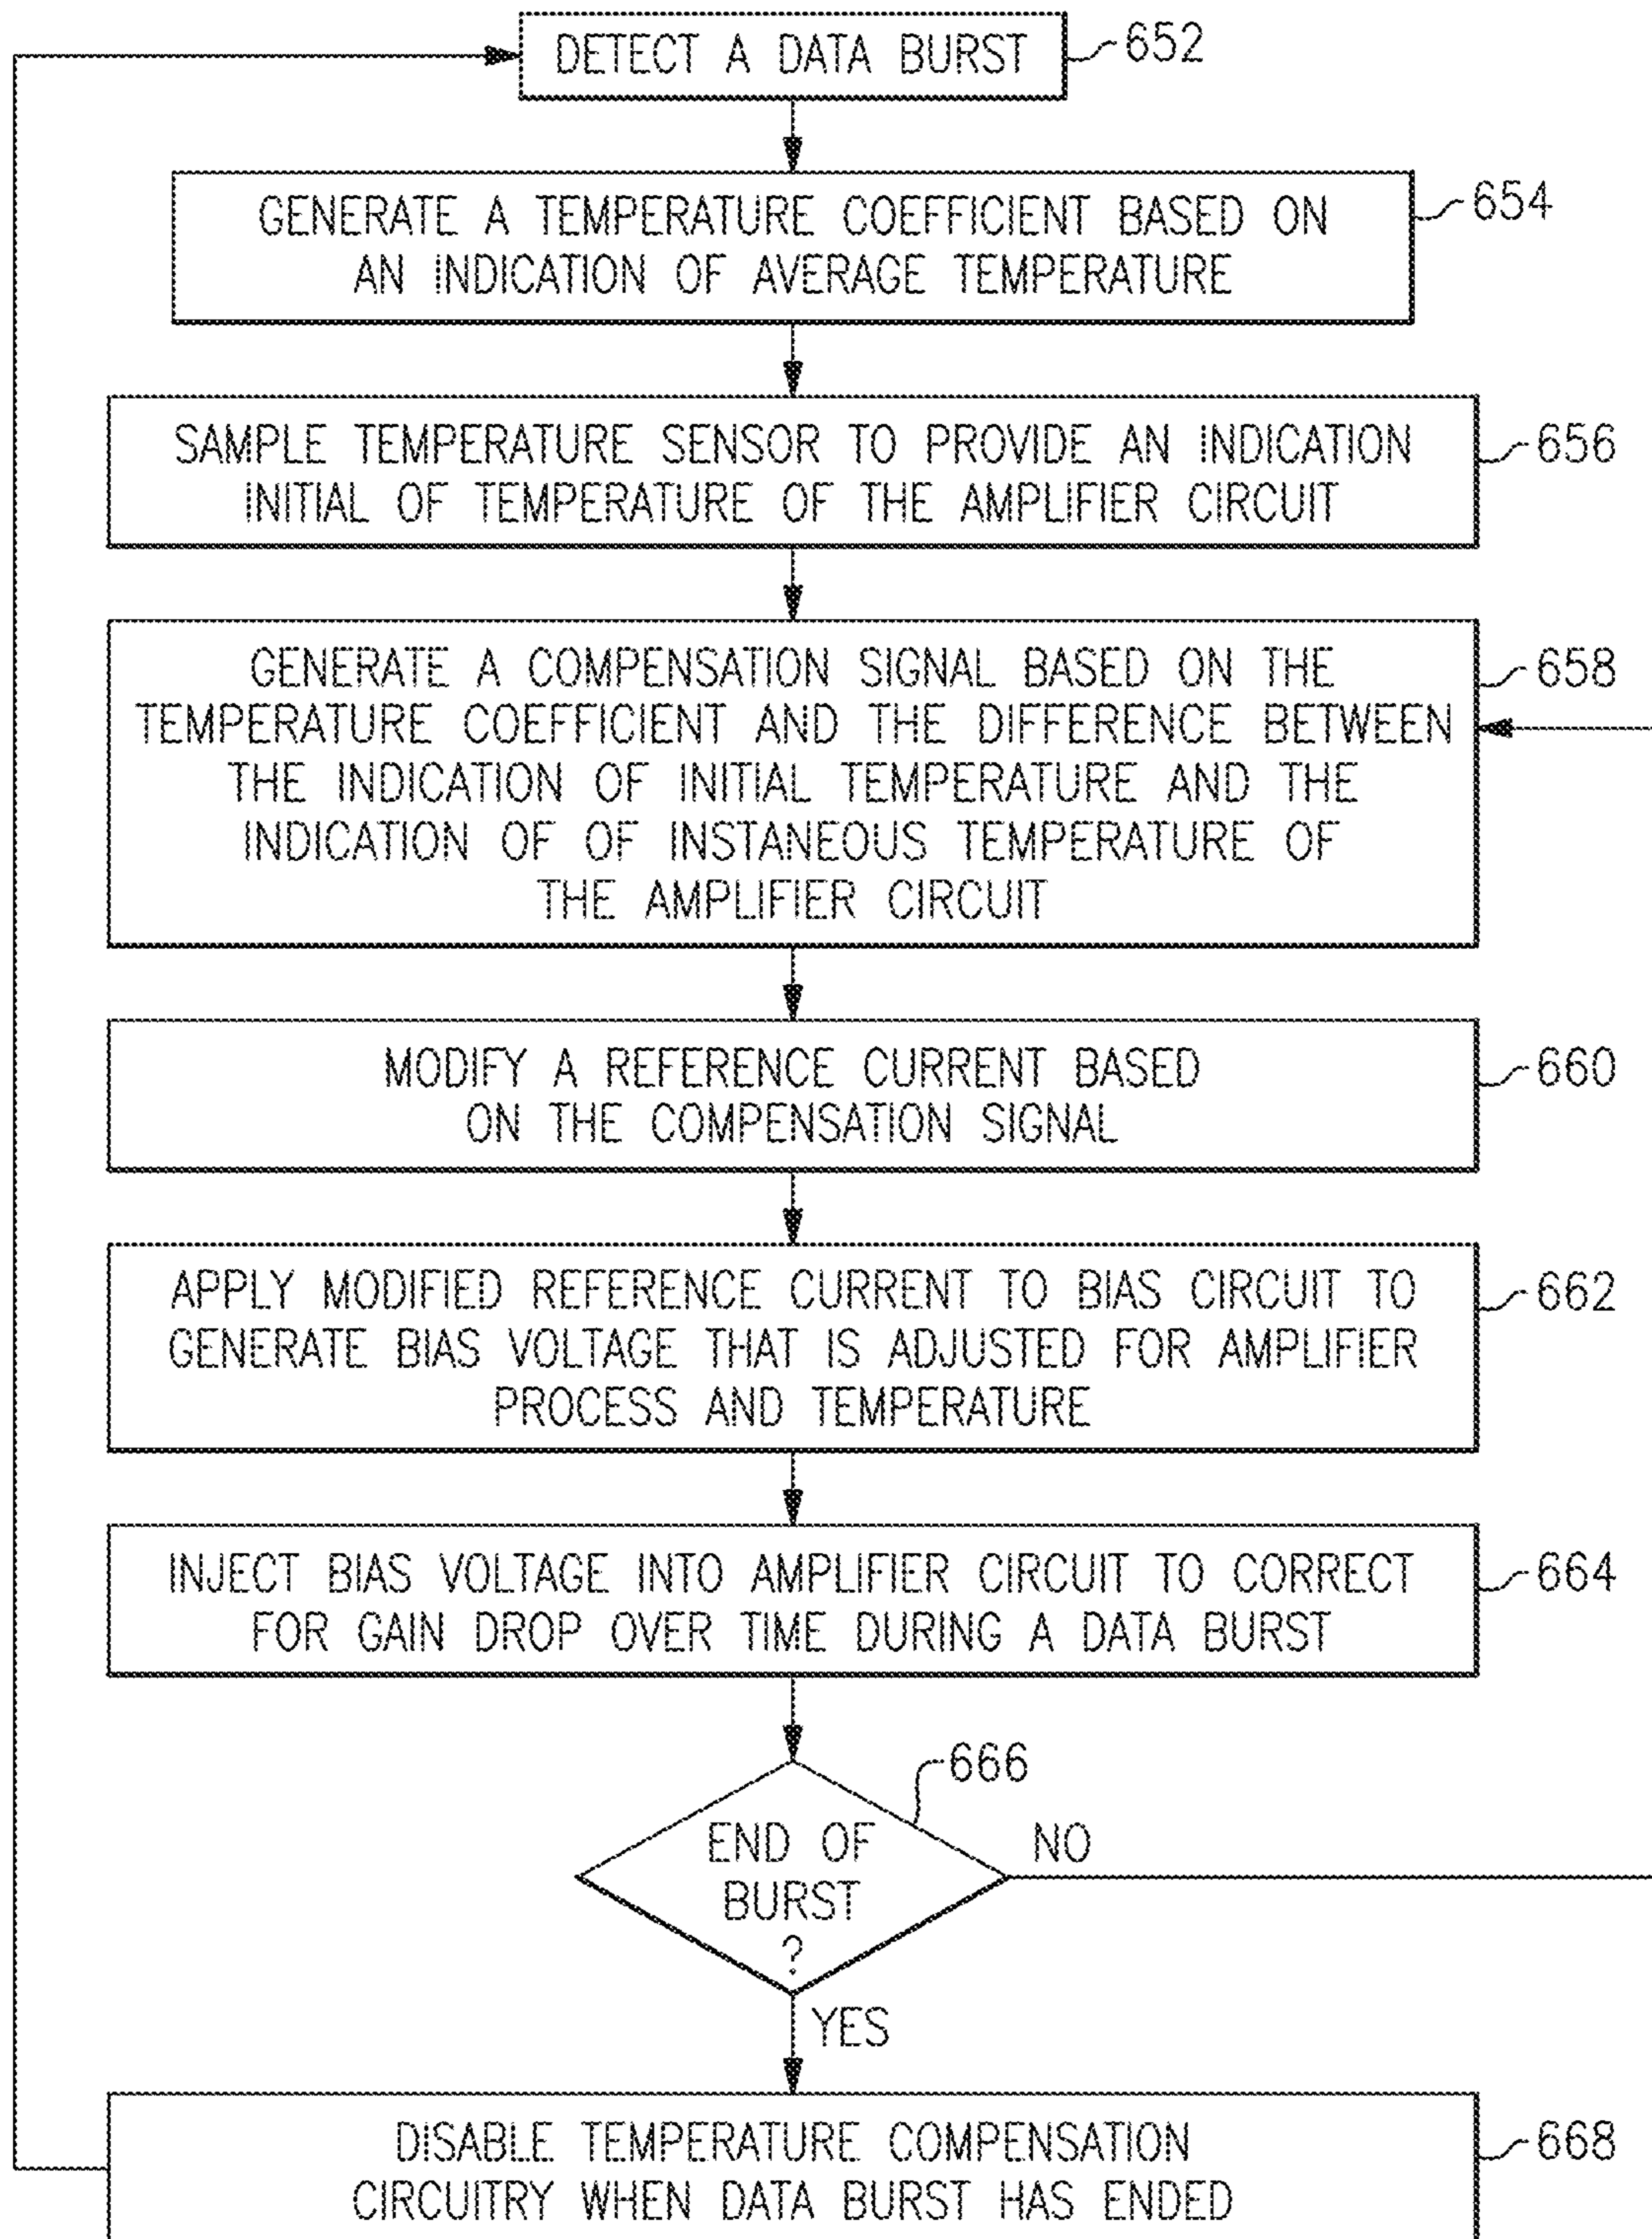 DETECT A DATA BURST
652
GENERATE A TEMPERATURE COEFFICIENT BASED ON
AN INDICATION OF AVERAGE TEMPERATURE
654
SAMPLE TEMPERATURE SENSOR TO PROVIDE AN INDICATION
INITIAL OF TEMPERATURE OF THE AMPLIFIER CIRCUIT
656
GENERATE A COMPENSATION SIGNAL BASED ON THE
TEMPERATURE COEFFICIENT AND THE DIFFERENCE BETWEEN
THE INDICATION OF INITIAL TEMPERATURE AND THE
INDICATION OF OF INSTANEOUS TEMPERATURE OF
THE AMPLIFIER CIRCUIT
658
MODIFY A REFERENCE CURRENT BASED
ON THE COMPENSATION SIGNAL
660
APPLY MODIFIED REFERENCE CURRENT TO BIAS CIRCUIT TO
GENERATE BIAS VOLTAGE THAT IS ADJUSTED FOR AMPLIFIER
PROCESS AND TEMPERATURE
662
INJECT BIAS VOLTAGE INTO AMPLIFIER CIRCUIT TO CORRECT
FOR GAIN DROP OVER TIME DURING A DATA BURST
664
666
END OF
BURST
?
NO
YES
DISABLE TEMPERATURE COMPENSATION
CIRCUITRY WHEN DATA BURST HAS ENDED
668